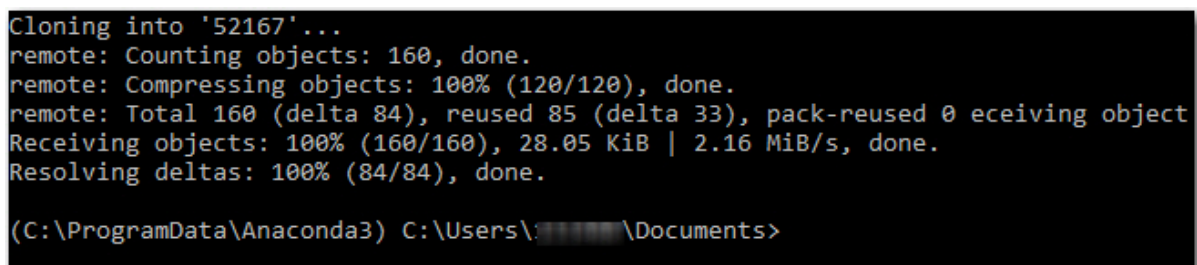 Cloning into '52167'...
remote: Counting objects: 160, done.
remote: Compressing objects: 100% (120/120), done.
remote: Total 160 (delta 84), reused 85 (delta 33), pack-reused 0 eceiving object
Receiving objects: 100% (160/160), 28.05 KiB | 2.16 MiB/s, done.
Resolving deltas: 100% (84/84), done.
(C:\ProgramData\Anaconda3) C:\Users\ \Documents>